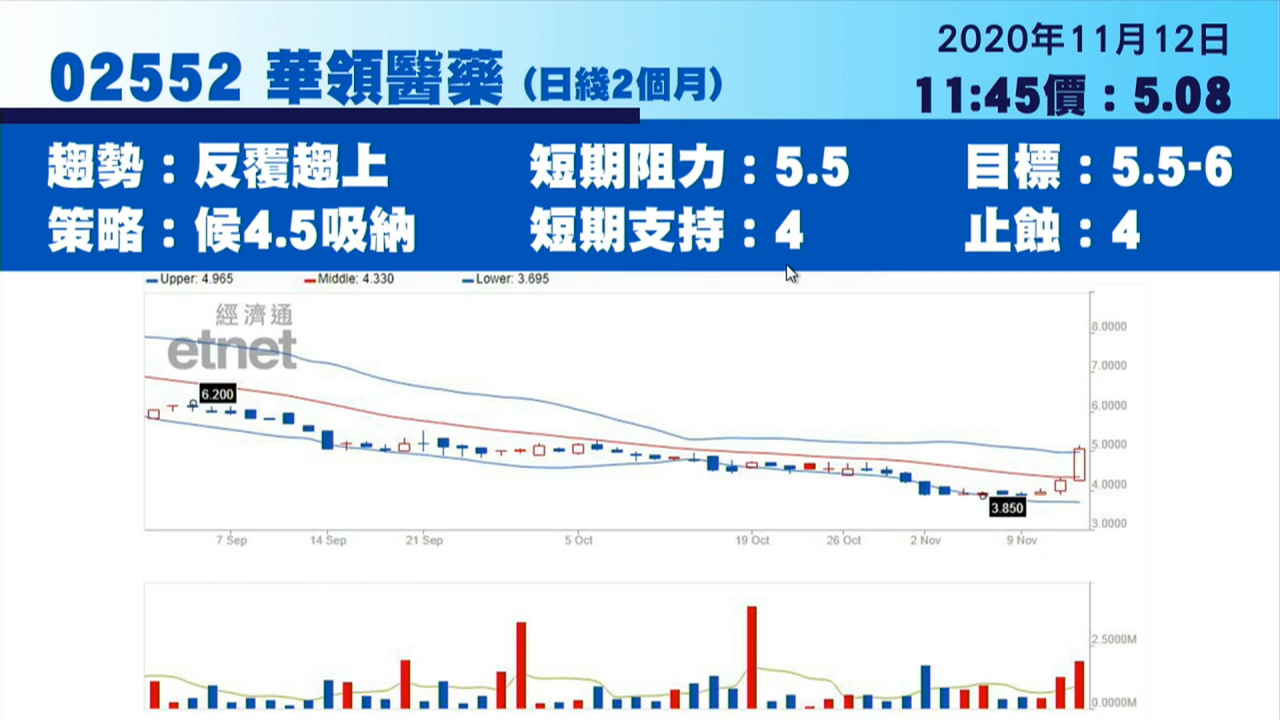 02552 華領醫藥 (日綫2個月)
2020年11月12日
11:45價：5.08
趨勢：反覆趨上
短期阻力：5.5
目標：5.5-6
策略：候4.5吸納
短期支持：4
止蝕：4
Upper: 4.965 Middle: 4.330 Lower: 3.695
經濟通
etnet
6.200
3.850
8.0000
7.0000
6.0000
5.0000
4.0000
3.0000
7 Sep 14 Sep 21 Sep 5 Oct 19 Oct 26 Oct 2 Nov 9 Nov
2.5000M
0.0000M